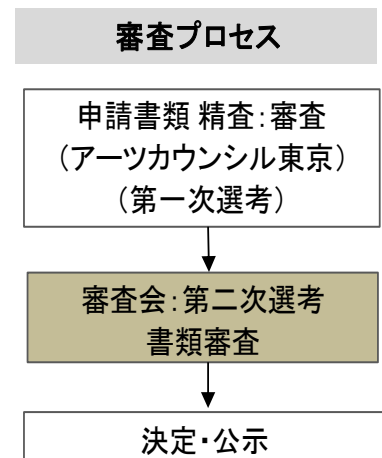 審査プロセス
申請書類 精査：審査
（アーツカウンシル東京）
（第一次選考）
審査会：第二次選考
書類審査
決定・公示